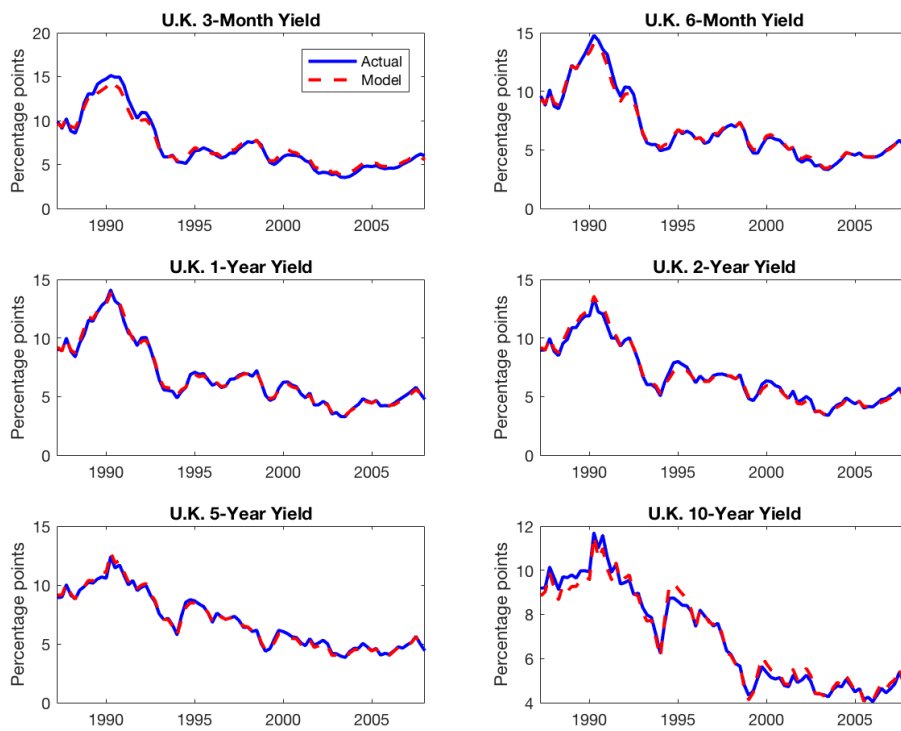 U.K. 3-Month Yield
Percentage points
20
15
10
5
0
1990 1995 2000 2005
Actual
Model
U.K. 6-Month Yield
Percentage points
15
10
5
0
1990 1995 2000 2005
U.K. 1-Year Yield
Percentage points
15
10
5
0
1990 1995 2000 2005
U.K. 2-Year Yield
Percentage points
15
10
5
0
1990 1995 2000 2005
U.K. 5-Year Yield
Percentage points
15
10
5
0
1990 1995 2000 2005
U.K. 10-Year Yield
Percentage points
12
10
8
6
4
1990 1995 2000 2005